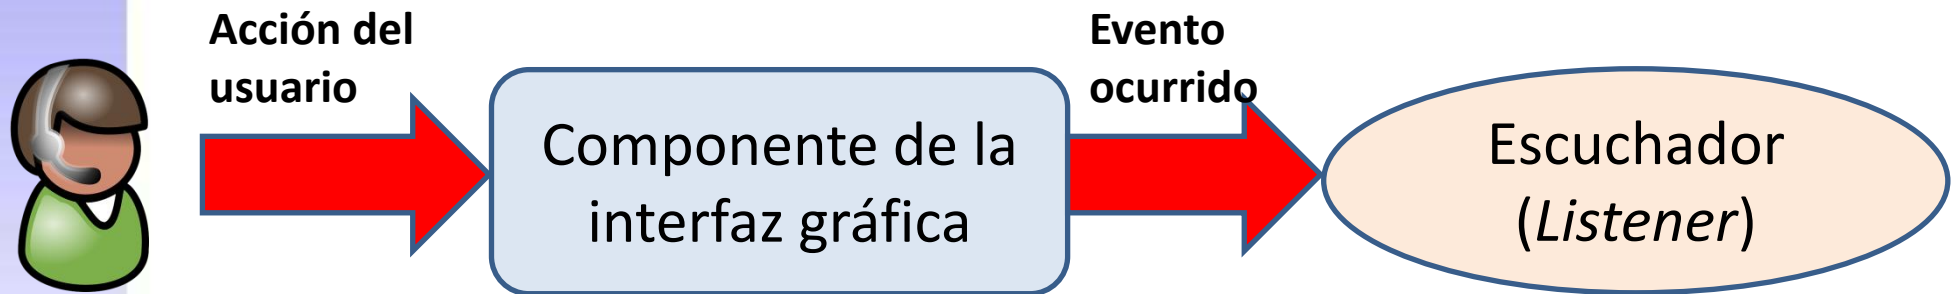 Acción del
usuario
Componente de la
interfaz gráfica
Evento
ocurrido
Escuchador
(Listener)